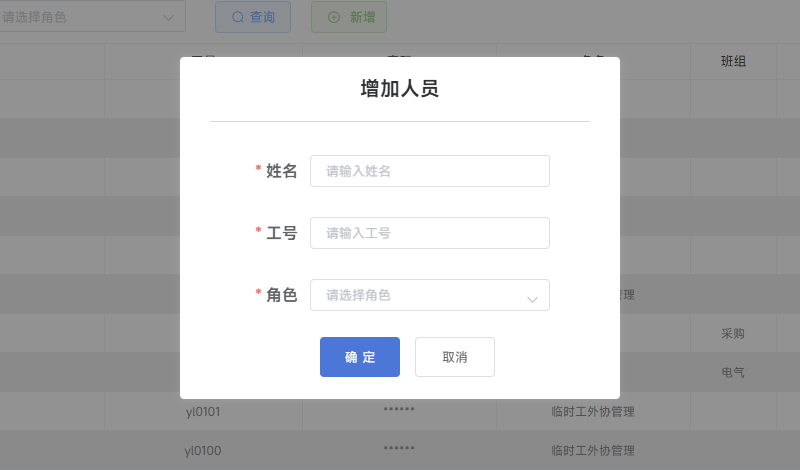 请选择角色
查询
新增
班组
增加人员
* 姓名
请输入姓名
* 工号
请输入工号
* 角色
请选择角色
管理
采购
确 定
取消
电气
yl0101
••••••
临时工外协管理
yl0100
••••••
临时工外协管理